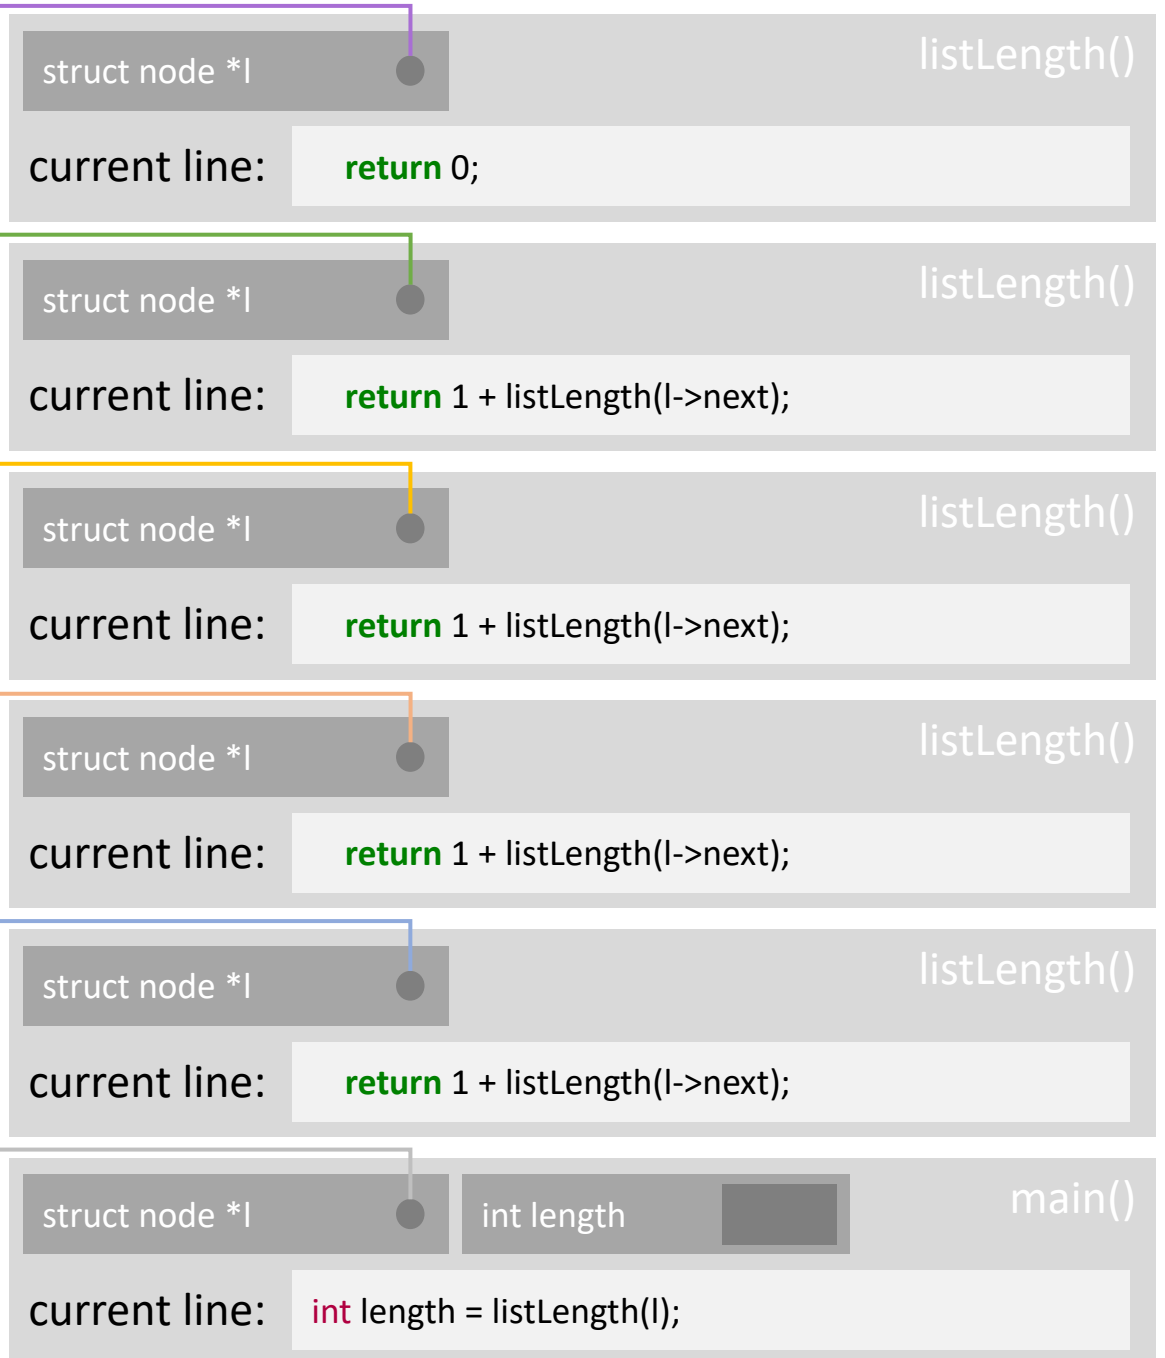 listLength()
struct node *l
current line: return 0;
listLength()
struct node *l
current line: return 1 + listLength(l->next);
listLength()
struct node *l
current line: return 1 + listLength(l->next);
listLength()
struct node *l
current line: return 1 + listLength(l->next);
listLength()
struct node *l
current line: return 1 + listLength(l->next);
main()
struct node *l int length
current line: int length = listLength(l);